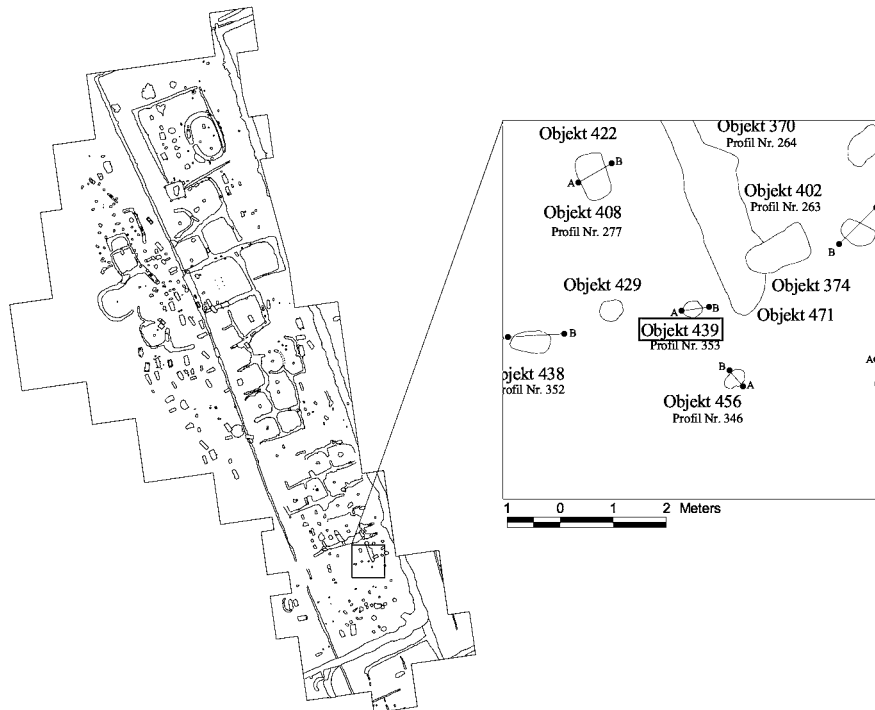 Objekt 422
A B
Objekt 408
Profil Nr. 277
Objekt 370
Profil Nr. 264
Objekt 402
Profil Nr. 263
B
Objekt 374
Objekt 471
Objekt 429
A B
Objekt 439
Profil Nr. 353
B
Objekt 438
Profil Nr. 352
B
A
Objekt 456
Profil Nr. 346
A
1 0 1 2 Meters